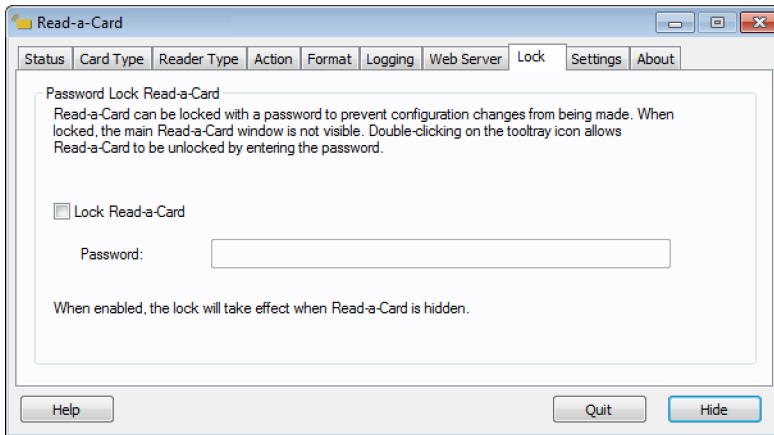 Read-a-Card
Status Card Type Reader Type Action Format Logging Web Server Lock Settings About
Password Lock Read-a-Card
Read-a-Card can be locked with a password to prevent configuration changes from being made. When
locked, the main Read-a-Card window is not visible. Double-clicking on the tooltray icon allows
Read-a-Card to be unlocked by entering the password.
Lock Read-a-Card
Password:
When enabled, the lock will take effect when Read-a-Card is hidden.
Help Quit Hide